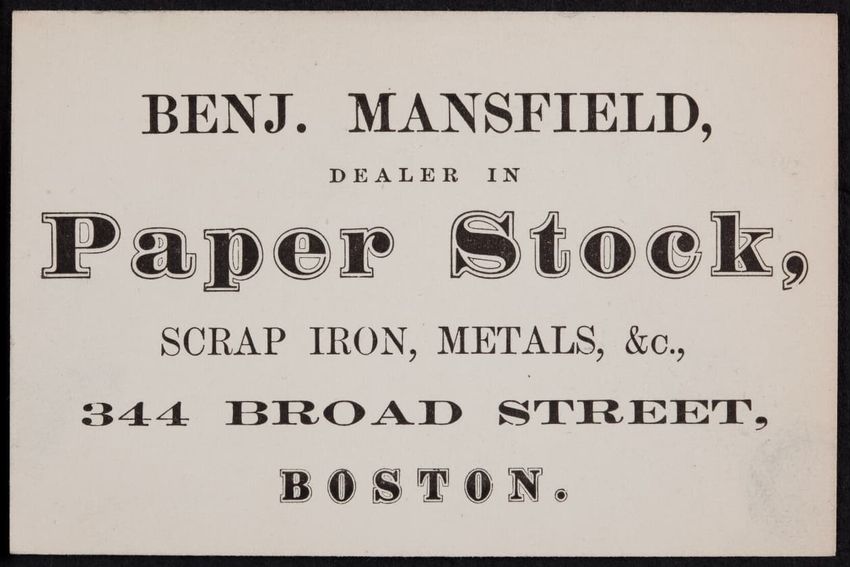 BENJ. MANSFIELD,
DEALER IN
Paper Stock,
SCRAP IRON, METALS, &c.,
344 BROAD STREET,
BOSTON.